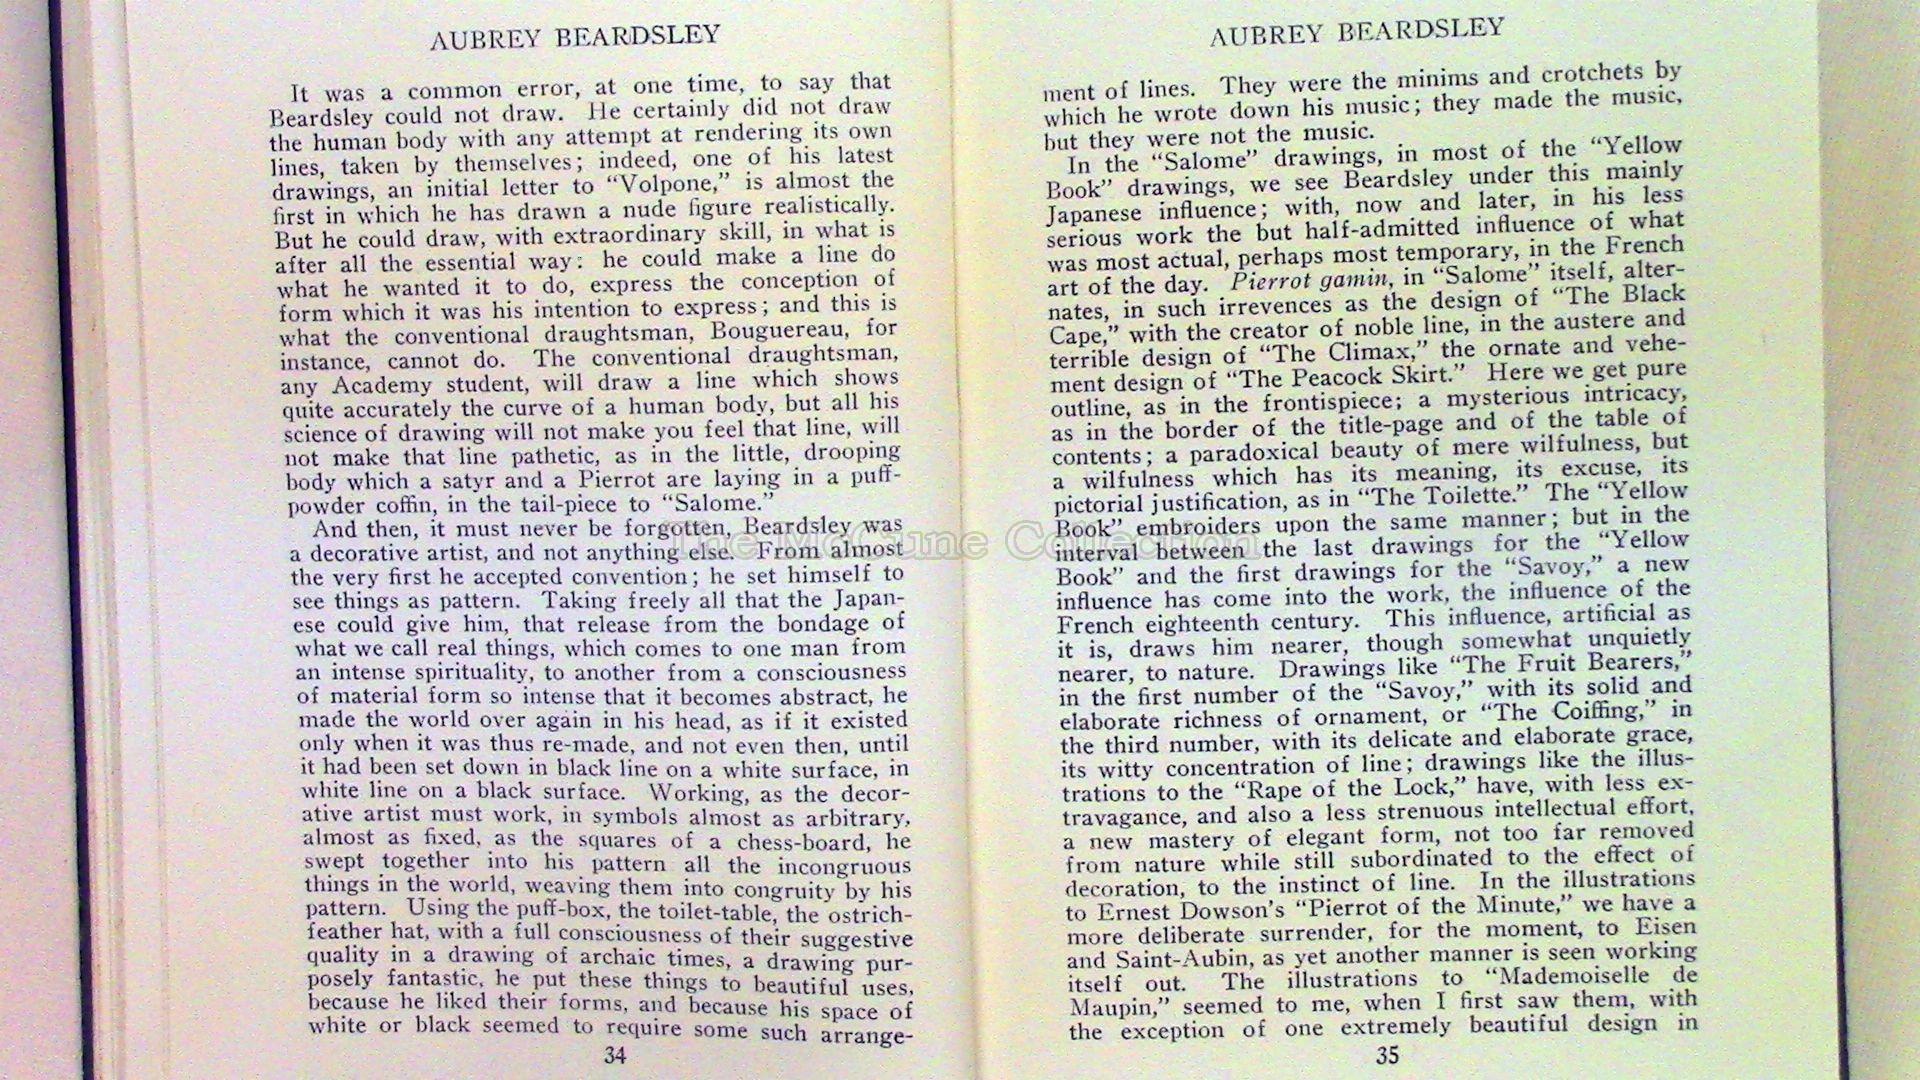 AUBREY BEARDSLEY
It was a common error, at one time, to say that
Beardsley could not draw. He certainly did not draw
the human body with any attempt at rendering its own
lines, taken by themselves; indeed, one of his latest
drawings, an initial letter to “Volpone,” is almost the
first in which he has drawn a nude figure realistically.
But he could draw, with extraordinary skill, in what is
after all the essential way: he could make a line do
what he wanted it to do, express the conception of
form which it was his intention to express; and this is
what the conventional draughtsman, Bouguereau, for
instance, cannot do. The conventional draughtsman,
any Academy student, will draw a line which shows
quite accurately the curve of a human body, but all his
science of drawing will not make you feel that line, will
not make that line pathetic, as in the little, drooping
body which a satyr and a Pierrot are laying in a puff-
powder coffin, in the tail-piece to “Salome.”
And then, it must never be forgotten, Beardsley was
a decorative artist, and not anything else. From almost
the very first he accepted convention; he set himself to
see things as pattern. Taking freely all that the Japan-
ese could give him, that release from the bondage of
what we call real things, which comes to one man from
an intense spirituality, to another from a consciousness
of material form so intense that it becomes abstract, he
made the world over again in his head, as if it existed
only when it was thus re-made, and not even then, until
it had been set down in black line on a white surface, in
white line on a black surface. Working, as the decor-
ative artist must work, in symbols almost as arbitrary,
almost as fixed, as the squares of a chess-board, he
swept together into his pattern all the incongruous
things in the world, weaving them into congruity by his
pattern. Using the puff-box, the toilet-table, the ostrich-
feather hat, with a full consciousness of their suggestive
quality in a drawing of archaic times, a drawing pur-
posely fantastic, he put these things to beautiful uses,
because he liked their forms, and because his space of
white or black seemed to require some such arrange-
34
AUBREY BEARDSLEY
ment of lines. They were the minims and crotchets by
which he wrote down his music; they made the music,
but they were not the music.
In the “Salome” drawings, in most of the “Yellow
Book” drawings, we see Beardsley under this mainly
Japanese influence; with, now and later, in his less
serious work the but half-admitted influence of what
was most actual, perhaps most temporary, in the French
art of the day. Pierrot gamin, in “Salome” itself, alter-
nates, in such irrevences as the design of “The Black
Cape,” with the creator of noble line, in the austere and
terrible design of “The Climax,” the ornate and vehe-
ment design of “The Peacock Skirt.” Here we get pure
outline, as in the frontispiece; a mysterious intricacy,
as in the border of the title-page and of the table of
contents; a paradoxical beauty of mere wilfulness, but
a wilfulness which has its meaning, its excuse, its
pictorial justification, as in “The Toilette.” The “Yellow
Book” embroiders upon the same manner; but in the
interval between the last drawings for the “Yellow
Book” and the first drawings for the “Savoy,” a new
influence has come into the work, the influence of the
French eighteenth century. This influence, artificial as
it is, draws him nearer, though somewhat unquietly
nearer, to nature. Drawings like “The Fruit Bearers,”
in the first number of the “Savoy,” with its solid and
elaborate richness of ornament, or “The Coiffing,” in
the third number, with its delicate and elaborate grace,
its witty concentration of line; drawings like the illus-
trations to the “Rape of the Lock,” have, with less ex-
travagance, and also a less strenuous intellectual effort,
a new mastery of elegant form, not too far removed
from nature while still subordinated to the effect of
decoration, to the instinct of line. In the illustrations
to Ernest Dowson’s “Pierrot of the Minute,” we have a
more deliberate surrender, for the moment, to Eisen
and Saint-Aubin, as yet another manner is seen working
itself out. The illustrations to “Mademoiselle de
Maupin,” seemed to me, when I first saw them, with
the exception of one extremely beautiful design in
35
The McCune Collection